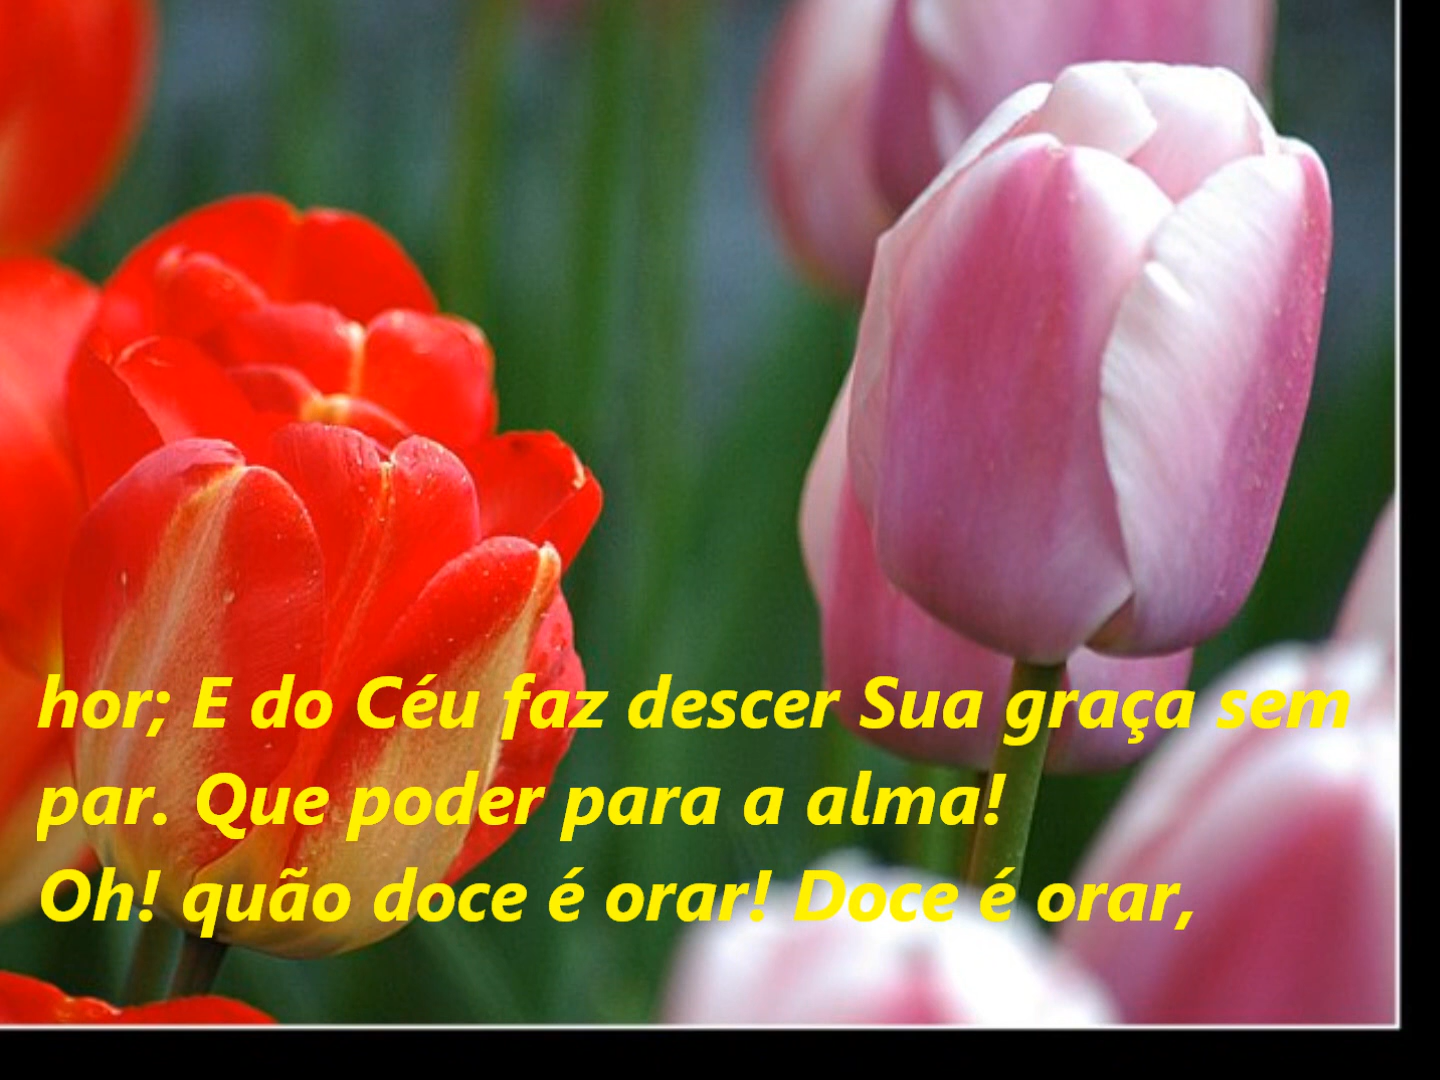 hor; E do Céu faz descer Sua graça sem
par. Que poder para a alma!
Oh! quão doce é orar! Doce é orar,